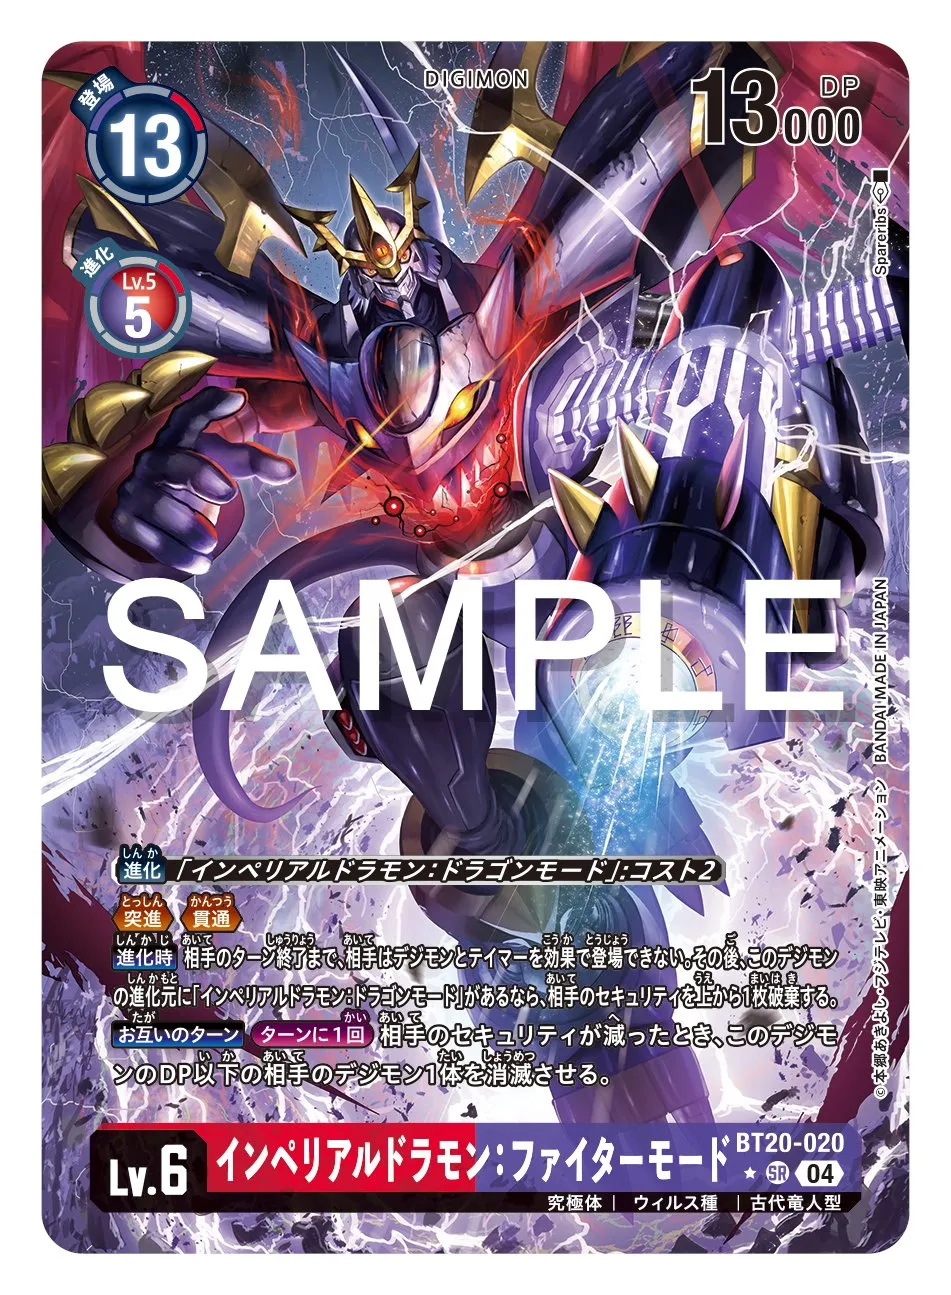 登場
13
DIGIMON
13000 DP
進化
Lv.5
5
Spareribs
SAMPLE
BANDAI MADE IN JAPAN
©本郷あきよし・フジテレビ・東映アニメーション
進化 「インペリアルドラモン：ドラゴンモード」：コスト2
突進 貫通
進化時 相手のターン終了まで、相手はデジモンとテイマーを効果で登場できない。その後、このデジモン
の進化元に「インペリアルドラモン：ドラゴンモード」があるなら、相手のセキュリティを上から1枚破棄する。
お互いのターン ターンに1回 相手のセキュリティが減ったとき、このデジモ
ンのDP以下の相手のデジモン1体を消滅させる。
Lv.6 インペリアルドラモン：ファイターモード BT20-020
★ SR 04
究極体 | ウィルス種 | 古代竜人型